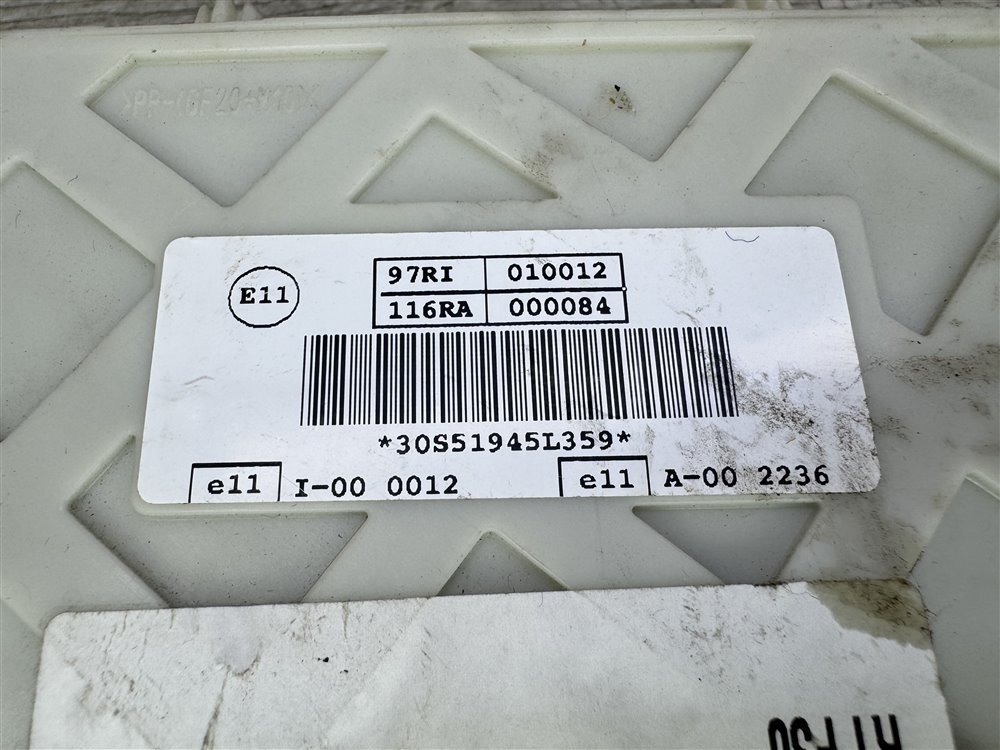 E11
97RI 010012
116RA 000084
*30S51945L359*
e11 I-00 0012 e11 A-00 2236